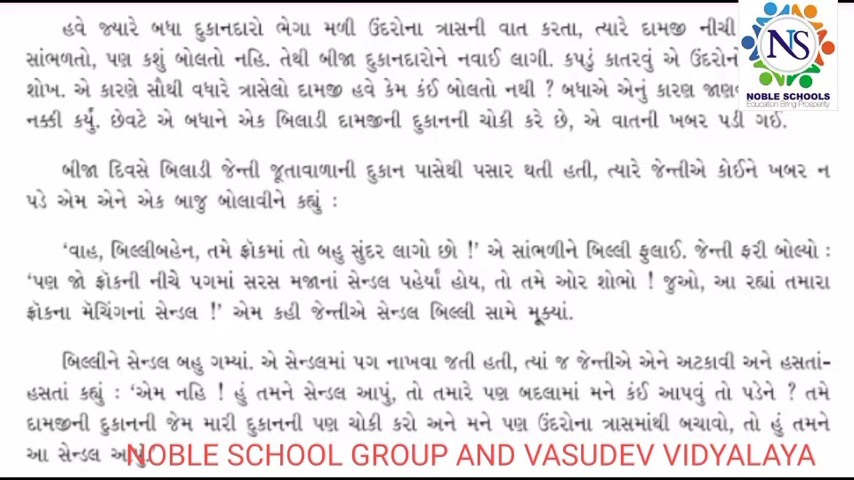 હવે જ્યારે બધા દુકાનદારો ભેગા મળી ઉંદરોના ત્રાસની વાત કરતા, ત્યારે દામજી નીચી
સાંભળતો, પણ કશું બોલતો નહિ. તેથી બીજા દુકાનદારોને નવાઈ લાગી. કપડું કાતરવું એ ઉંદરોનો
શોખ. એ કારણે સૌથી વધારે ત્રાસેલો દામજી હવે કેમ કંઈ બોલતો નથી ? બધાએ એનું કારણ
નક્કી કર્યું. છેવટે એ બધાને એક બિલાડી દામજીની દુકાનની ચોકી કરે છે, એ વાતની ખબર પડી ગઈ.
બીજા દિવસે બિલાડી જેન્તી જૂતાવાળાની દુકાન પાસેથી પસાર થતી હતી, ત્યારે જેન્તીએ કોઈને ખબર ન
પડે એમ એને એક બાજુ બોલાવીને કહ્યું :
‘વાહ, બિલ્લીબહેન, તમે ફ્રૉકમાં તો બહુ સુંદર લાગો છો !’ એ સાંભળીને બિલ્લી ફુલાઈ. જેન્તી ફરી બોલ્યો :
‘પણ જો ફ્રૉકની નીચે પગમાં સરસ મજાનાં સેન્ડલ પહેર્યાં હોય, તો તમે ઓર શોભો ! જુઓ, આ રહ્યાં તમારા
ફ્રૉકના મૅચિંગનાં સેન્ડલ !’ એમ કહી જેન્તીએ સેન્ડલ બિલ્લી સામે મૂક્યાં.
બિલ્લીને સેન્ડલ બહુ ગમ્યાં. એ સેન્ડલમાં પગ નાખવા જતી હતી, ત્યાં જ જેન્તીએ એને અટકાવી અને હસતાં-
હસતાં કહ્યું : ‘એમ નહિ ! હું તમને સેન્ડલ આપું, તો તમારે પણ બદલામાં મને કંઈ આપવું તો પડેને ? તમે
દામજીની દુકાનની જેમ મારી દુકાનની પણ ચોકી કરો અને મને પણ ઉંદરોના ત્રાસમાંથી બચાવો, તો હું તમને
આ સેન્ડલ આપું.
NS
NOBLE SCHOOLS
Education Bring Prosperity
NOBLE SCHOOL GROUP AND VASUDEV VIDYALAYA